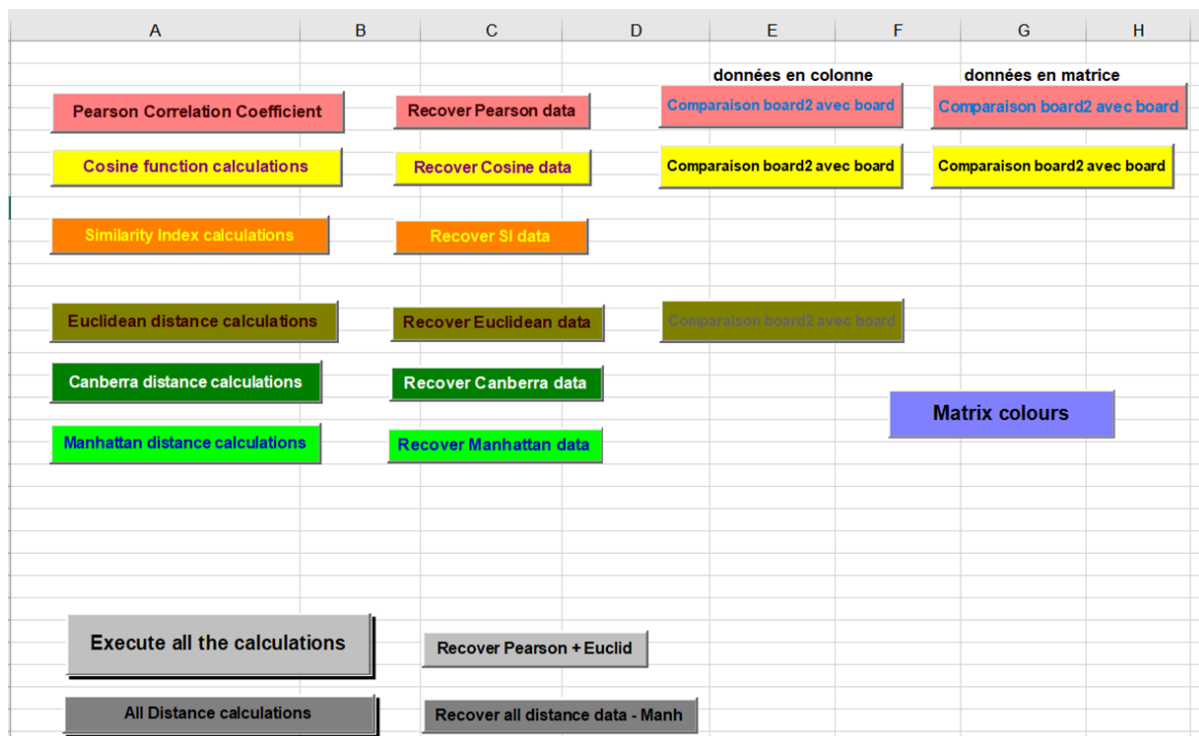 A B C D E F G H
données en colonne données en matrice
Pearson Correlation Coefficient Recover Pearson data Comparaison board2 avec board Comparaison board2 avec board
Cosine function calculations Recover Cosine data Comparaison board2 avec board Comparaison board2 avec board
Similarity Index calculations Recover SI data
Euclidean distance calculations Recover Euclidean data Comparaison board2 avec board
Canberra distance calculations Recover Canberra data
Matrix colours
Manhattan distance calculations Recover Manhattan data
Execute all the calculations Recover Pearson + Euclid
All Distance calculations Recover all distance data - Manh